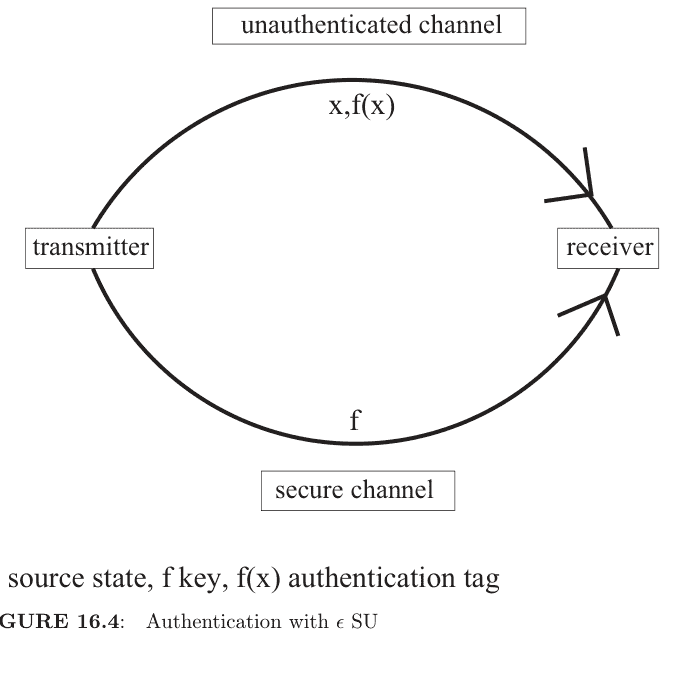 unauthenticated channel
x,f(x)
transmitter
receiver
f
secure channel
source state, f key, f(x) authentication tag
GURE 16.4: Authentication with ϵ SU